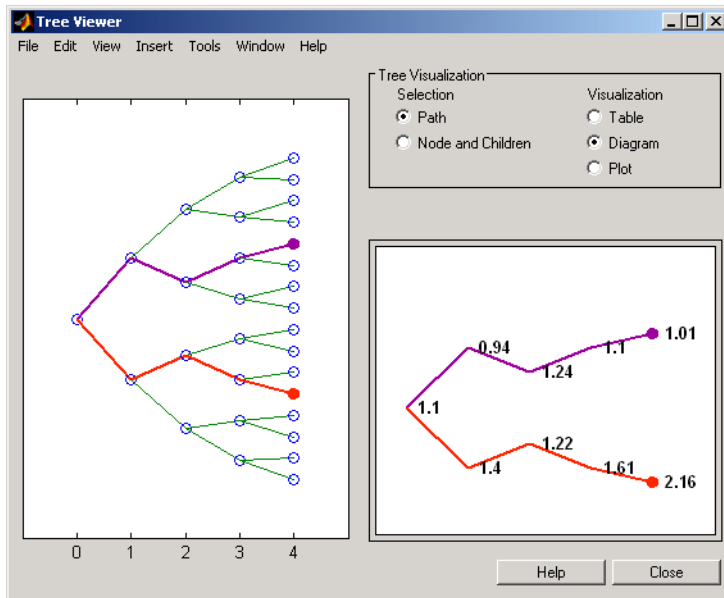 Tree Viewer
File Edit View Insert Tools Window Help
Tree Visualization
Selection
Path
Node and Children
Visualization
Table
Diagram
Plot
0 1 2 3 4
1.1
0.94
1.24
1.1
1.01
1.4
1.22
1.61
2.16
Help Close